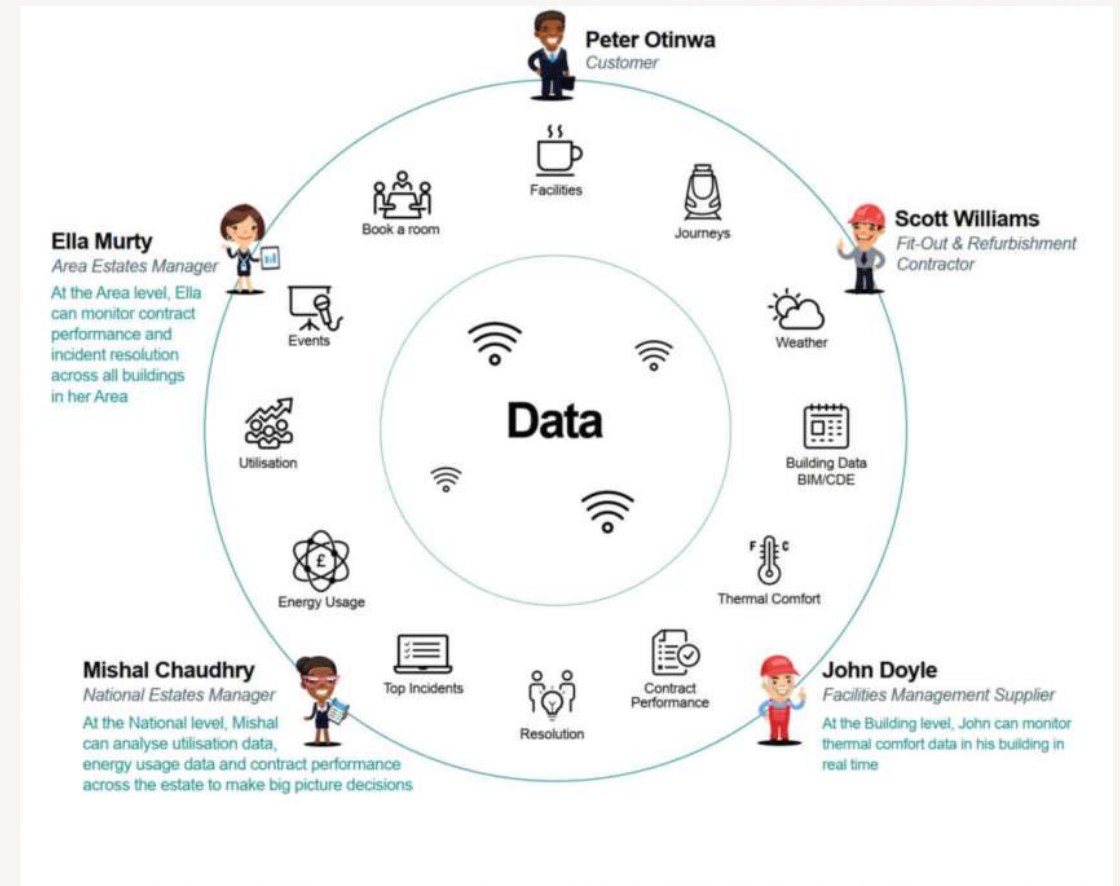 Peter Otinwa
Customer
Facilities
Book a room
Journeys
Ella Murty
Area Estates Manager
At the Area level, Ella
can monitor contract
performance and
incident resolution
across all buildings
in her Area
Scott Williams
Fit-Out & Refurbishment
Contractor
Events
Weather
Data
Utilisation
Building Data
BIM/CDE
£
Energy Usage
F C
Thermal Comfort
Top Incidents
Resolution
Contract
Performance
Mishal Chaudhry
National Estates Manager
At the National level, Mishal
can analyse utilisation data,
energy usage data and contract performance
across the estate to make big picture decisions
John Doyle
Facilities Management Supplier
At the Building level, John can monitor
thermal comfort data in his building in
real time